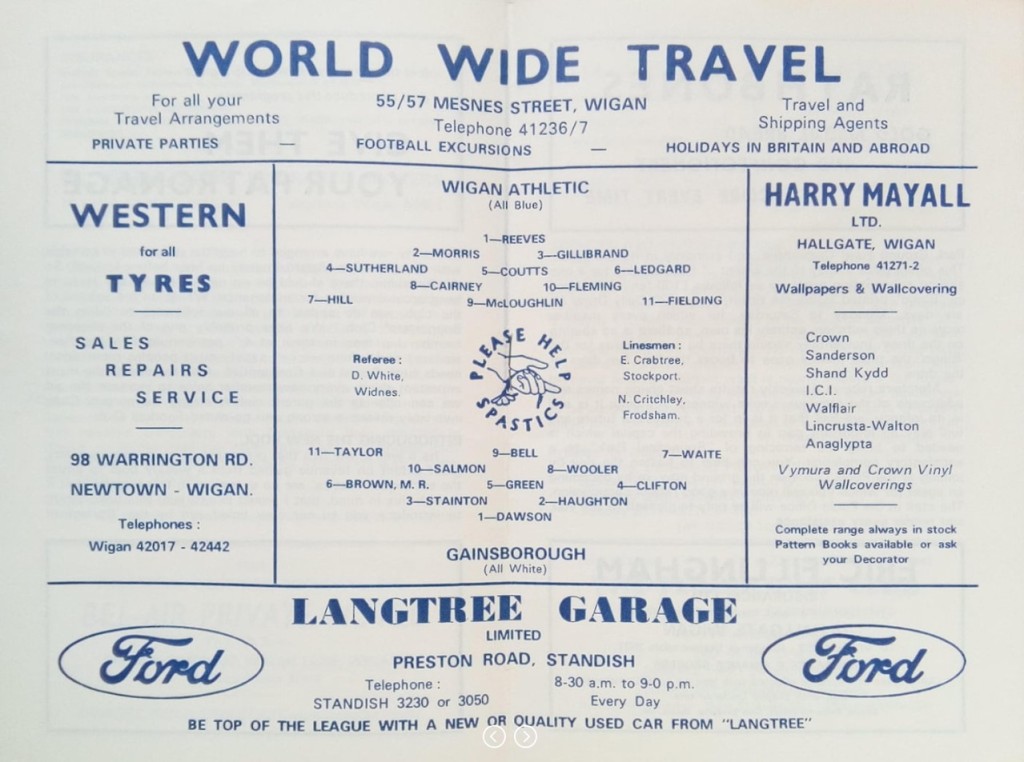 WORLD WIDE TRAVEL
For all your
Travel Arrangements
55/57 MESNES STREET, WIGAN
Telephone 41236/7
Travel and
Shipping Agents
PRIVATE PARTIES — FOOTBALL EXCURSIONS — HOLIDAYS IN BRITAIN AND ABROAD
WESTERN
for all
TYRES
SALES
REPAIRS
SERVICE
98 WARRINGTON RD.
NEWTOWN - WIGAN.
Telephones :
Wigan 42017 - 42442
WIGAN ATHLETIC
(All Blue)
1—REEVES
2—MORRIS 3—GILLIBRAND
4—SUTHERLAND 5—COUTTS 6—LEDGARD
8—CAIRNEY 10—FLEMING
7—HILL 9—McLOUGHLIN 11—FIELDING
Referee :
D. White,
Widnes.
PLEASE HELP
SPASTICS
Linesmen :
E. Crabtree,
Stockport.
N. Critchley,
Frodsham.
11—TAYLOR 9—BELL 7—WAITE
10—SALMON 8—WOOLER
6—BROWN, M. R. 5—GREEN 4—CLIFTON
3—STAINTON 2—HAUGHTON
1—DAWSON
GAINSBOROUGH
(All White)
HARRY MAYALL
LTD.
HALLGATE, WIGAN
Telephone 41271-2
Wallpapers & Wallcovering
Crown
Sanderson
Shand Kydd
I.C.I.
Walflair
Lincrusta-Walton
Anaglypta
Vymura and Crown Vinyl
Wallcoverings
Complete range always in stock
Pattern Books available or ask
your Decorator
LANGTREE GARAGE
LIMITED
Ford
PRESTON ROAD, STANDISH
Telephone :
STANDISH 3230 or 3050
8-30 a.m. to 9-0 p.m.
Every Day
Ford
BE TOP OF THE LEAGUE WITH A NEW OR QUALITY USED CAR FROM "LANGTREE"